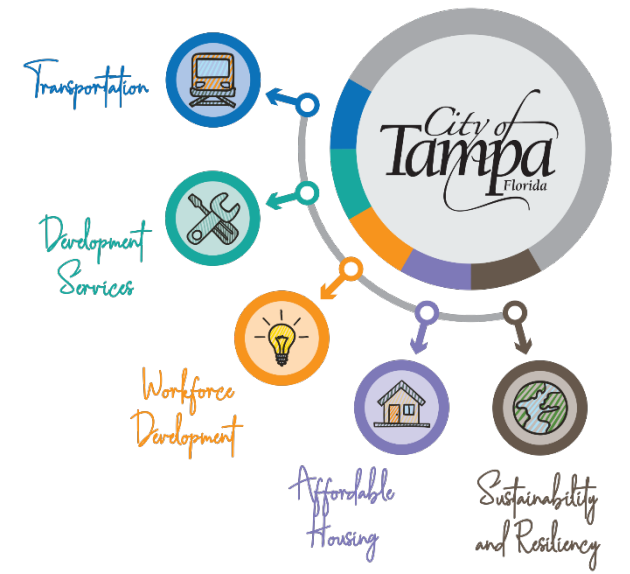 City of
Tampa
Florida
Transportation
Development
Services
Workforce
Development
Affordable
Housing
Sustainability
and Resiliency